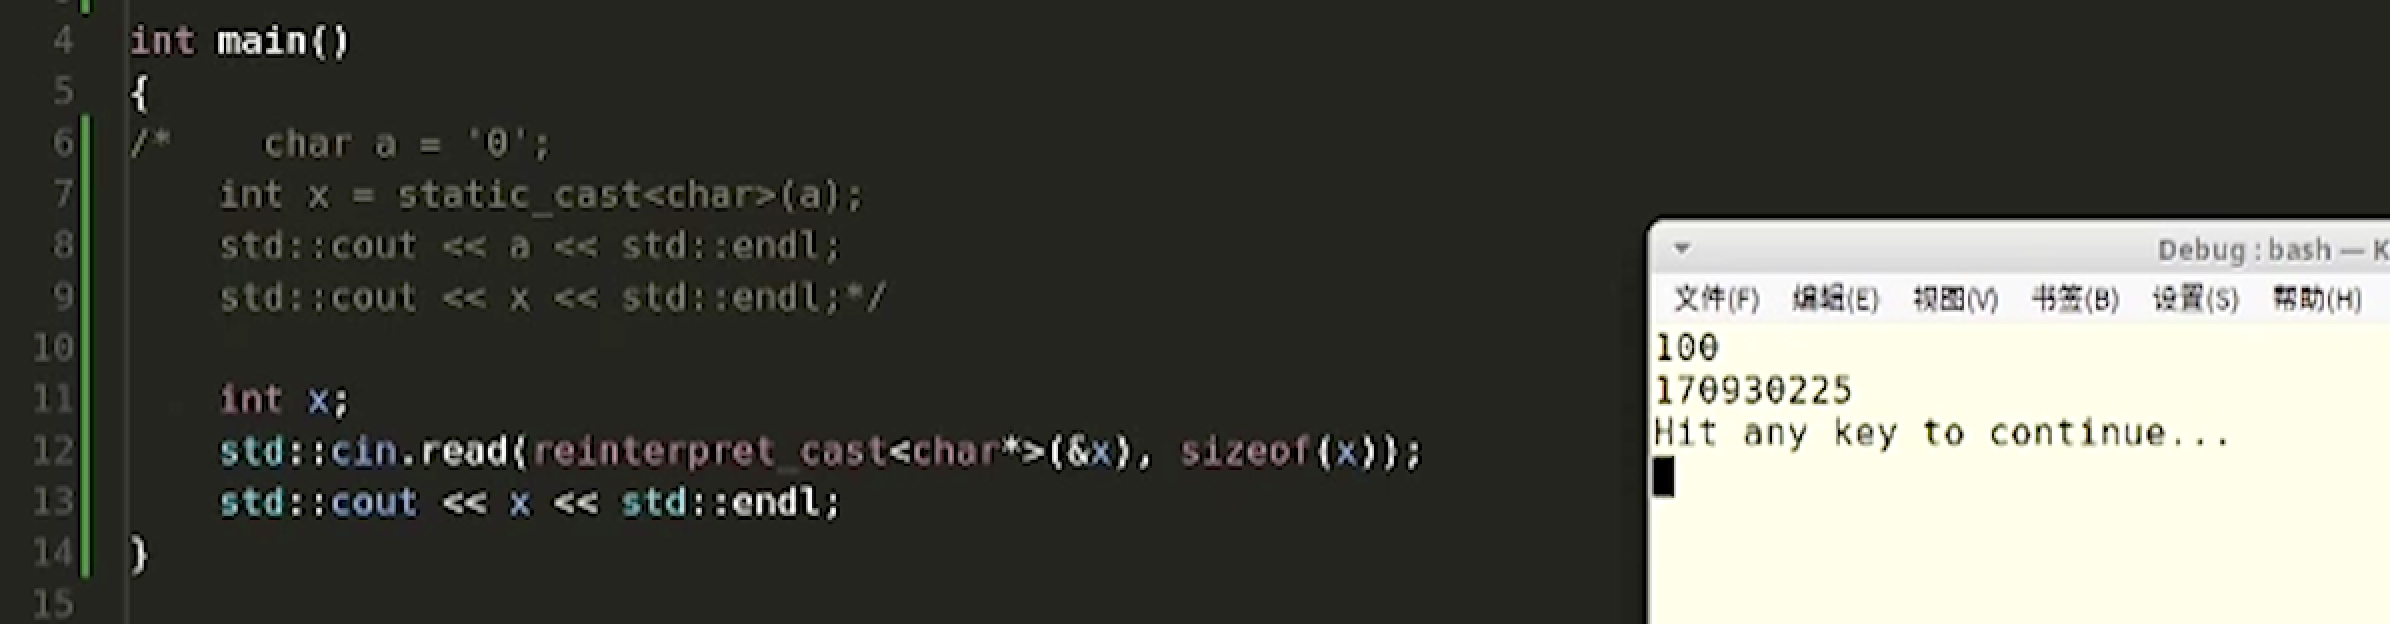 4 int main()
5 {
6 /*    char a = '0';
7     int x = static_cast<char>(a);
8     std::cout << a << std::endl;
9     std::cout << x << std::endl;*/
10
11     int x;
12     std::cin.read(reinterpret_cast<char*>(&x), sizeof(x));
13     std::cout << x << std::endl;
14 }
15
Debug : bash — K
文件(F) 编辑(E) 视图(V) 书签(B) 设置(S) 帮助(H)
100
170930225
Hit any key to continue...